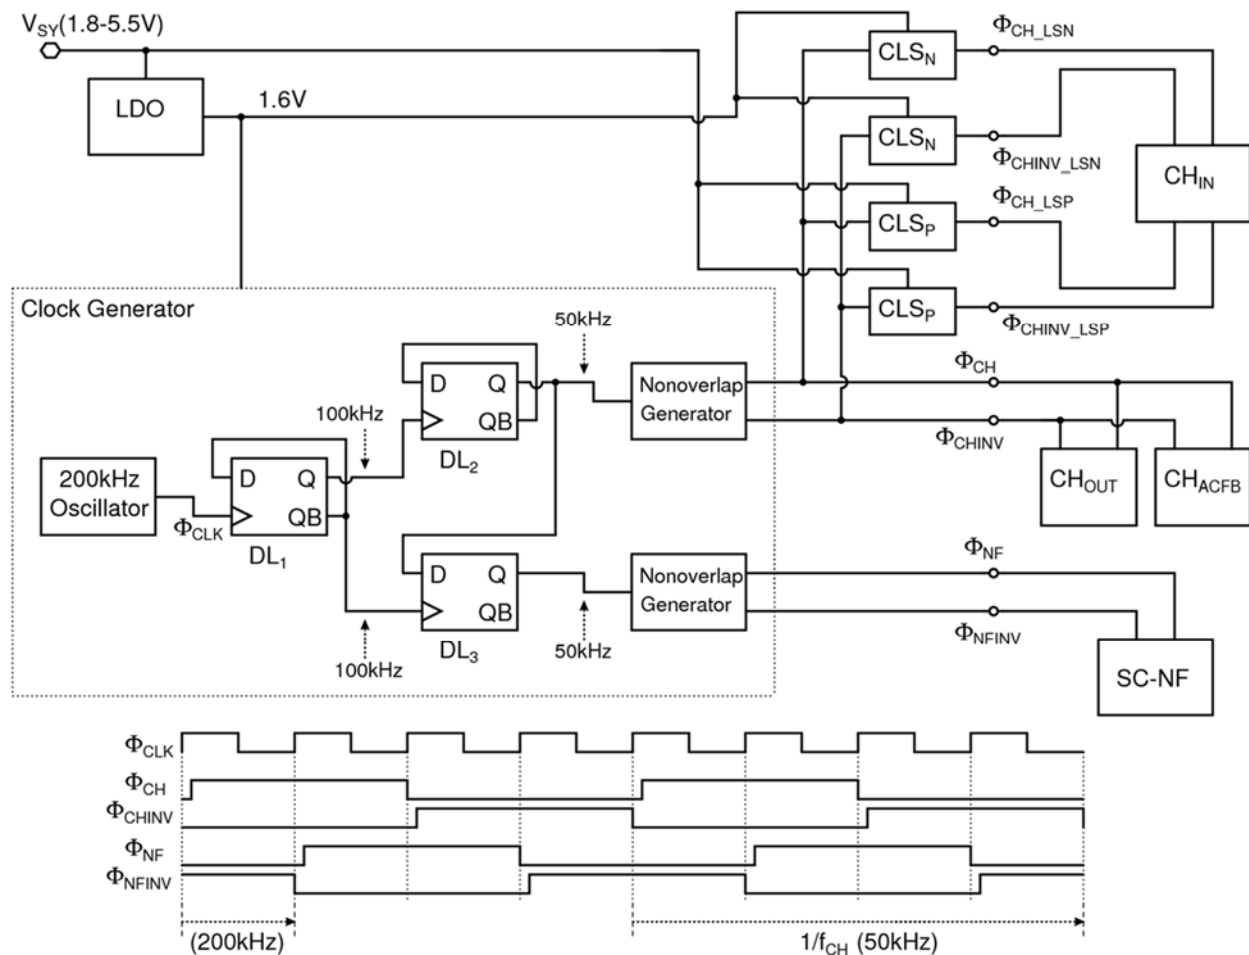 V_SY(1.8-5.5V)
LDO
1.6V
CLS_N
Φ_CH_LSN
CLS_N
Φ_CHINV_LSN
CH_IN
Φ_CH_LSP
CLS_P
CLS_P
Φ_CHINV_LSP
Clock Generator
50kHz
D Q
QB
DL_2
100kHz
Nonoverlap
Generator
Φ_CH
Φ_CHINV
CH_OUT
CH_ACFB
200kHz
Oscillator
Φ_CLK
D Q
QB
DL_1
D Q
QB
DL_3
100kHz
50kHz
Nonoverlap
Generator
Φ_NF
Φ_NFINV
SC-NF
Φ_CLK
Φ_CH
Φ_CHINV
Φ_NF
Φ_NFINV
(200kHz)
1/f_CH (50kHz)